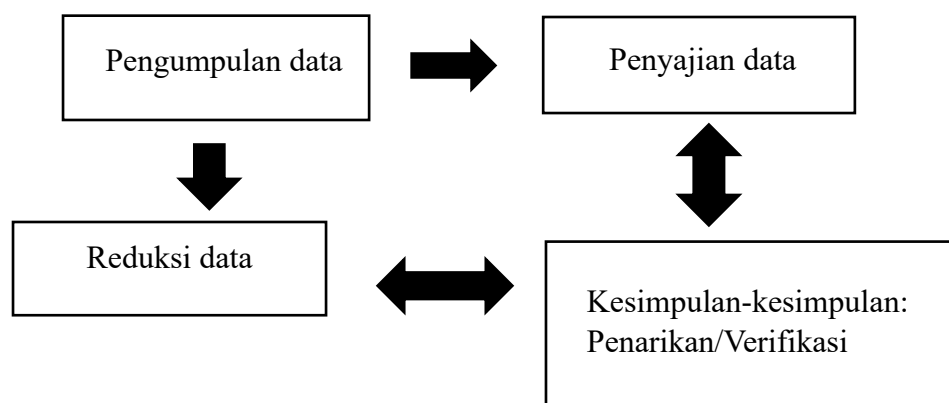 Pengumpulan data
Penyajian data
Reduksi data
Kesimpulan-kesimpulan:
Penarikan/Verifikasi